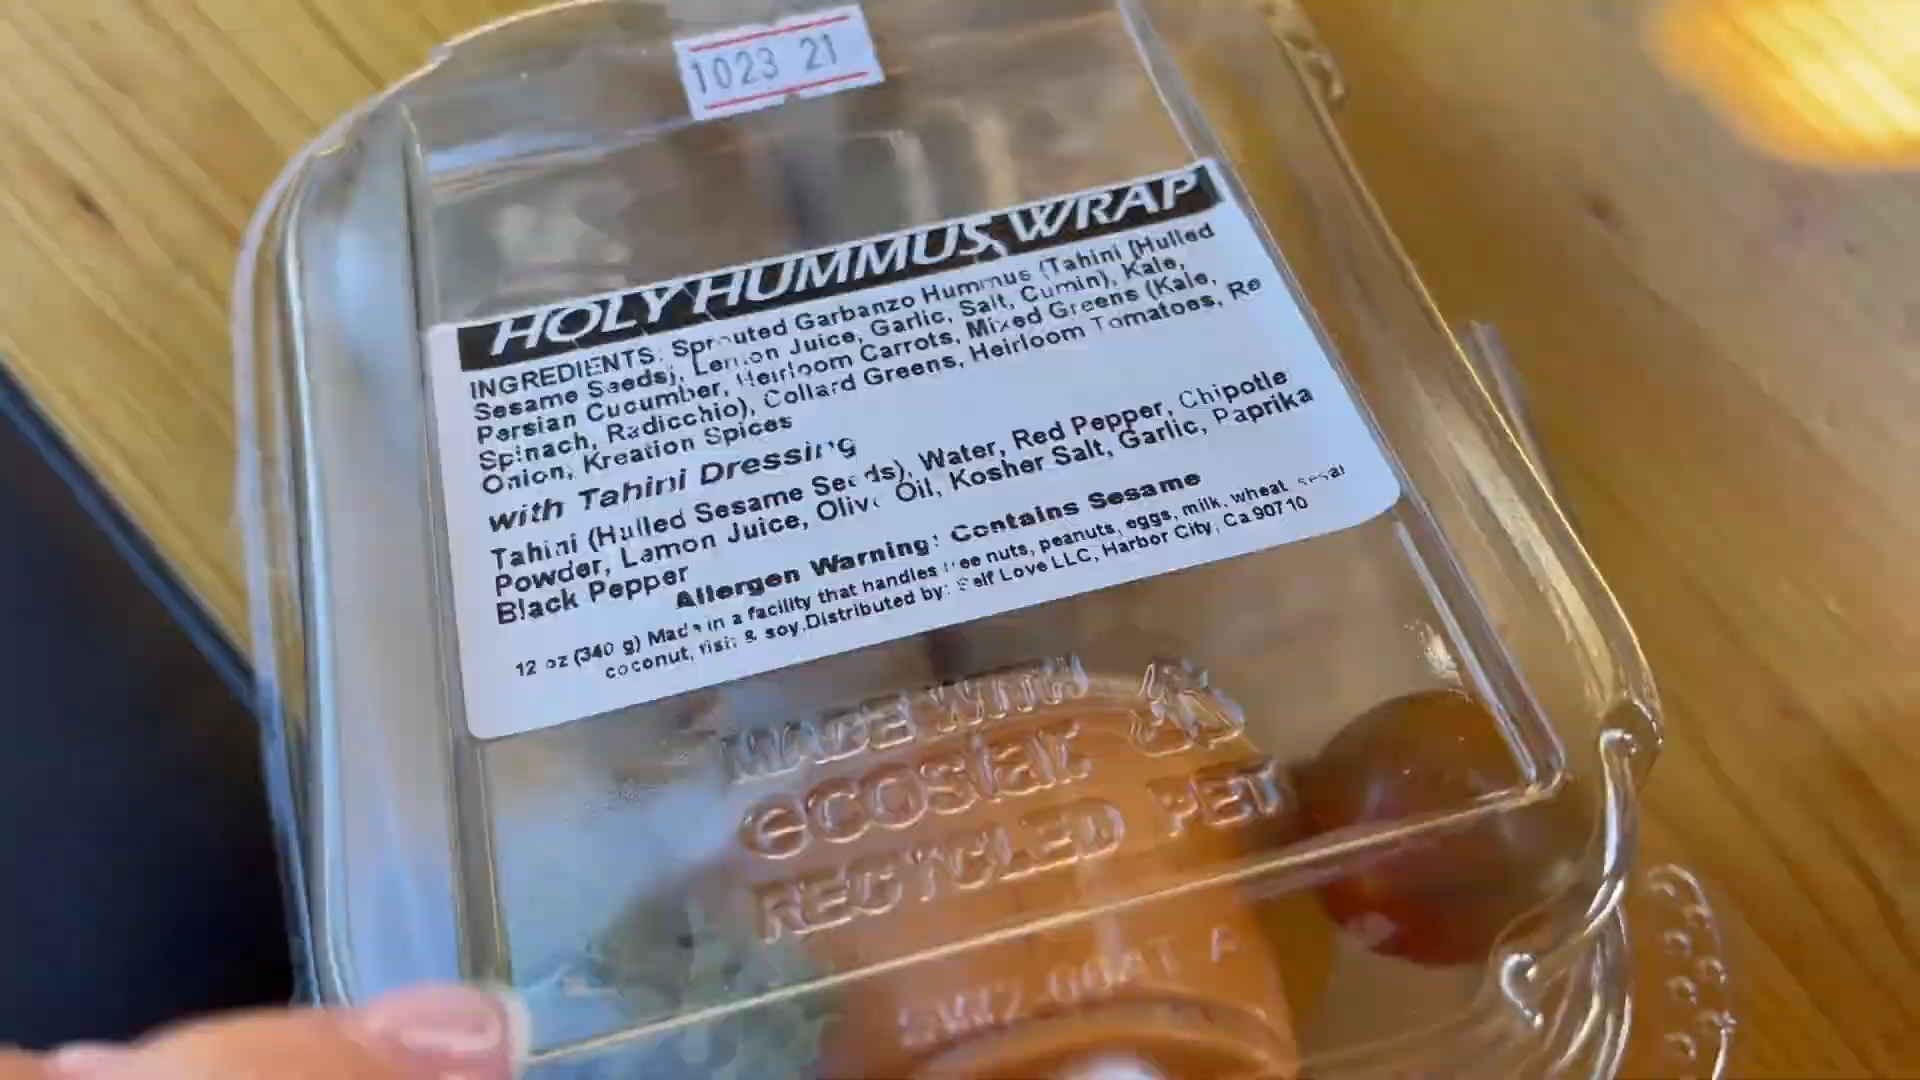 1023 21
HOLY HUMMUS WRAP
INGREDIENTS: Sprouted Garbanzo Hummus (Tahini (Hulled
Sesame Seeds), Lemon Juice, Garlic, Salt, Cumin), Kale,
Persian Cucumber, Heirloom Carrots, Mixed Greens (Kale,
Spinach, Radicchio), Collard Greens, Heirloom Tomatoes, Re
Onion, Kreation Spices
with Tahini Dressing
Tahini (Hulled Sesame Seeds), Water, Red Pepper, Chipotle
Powder, Lemon Juice, Olive Oil, Kosher Salt, Garlic, Paprika
Black Pepper
Allergen Warning: Contains Sesame
12 oz (340 g) Made in a facility that handles tree nuts, peanuts, eggs, milk, wheat,
coconut, fish & soy.Distributed by: Self Love LLC, Harbor City, Ca 90710
MADE WITH
ecostar
RECYCLED PET